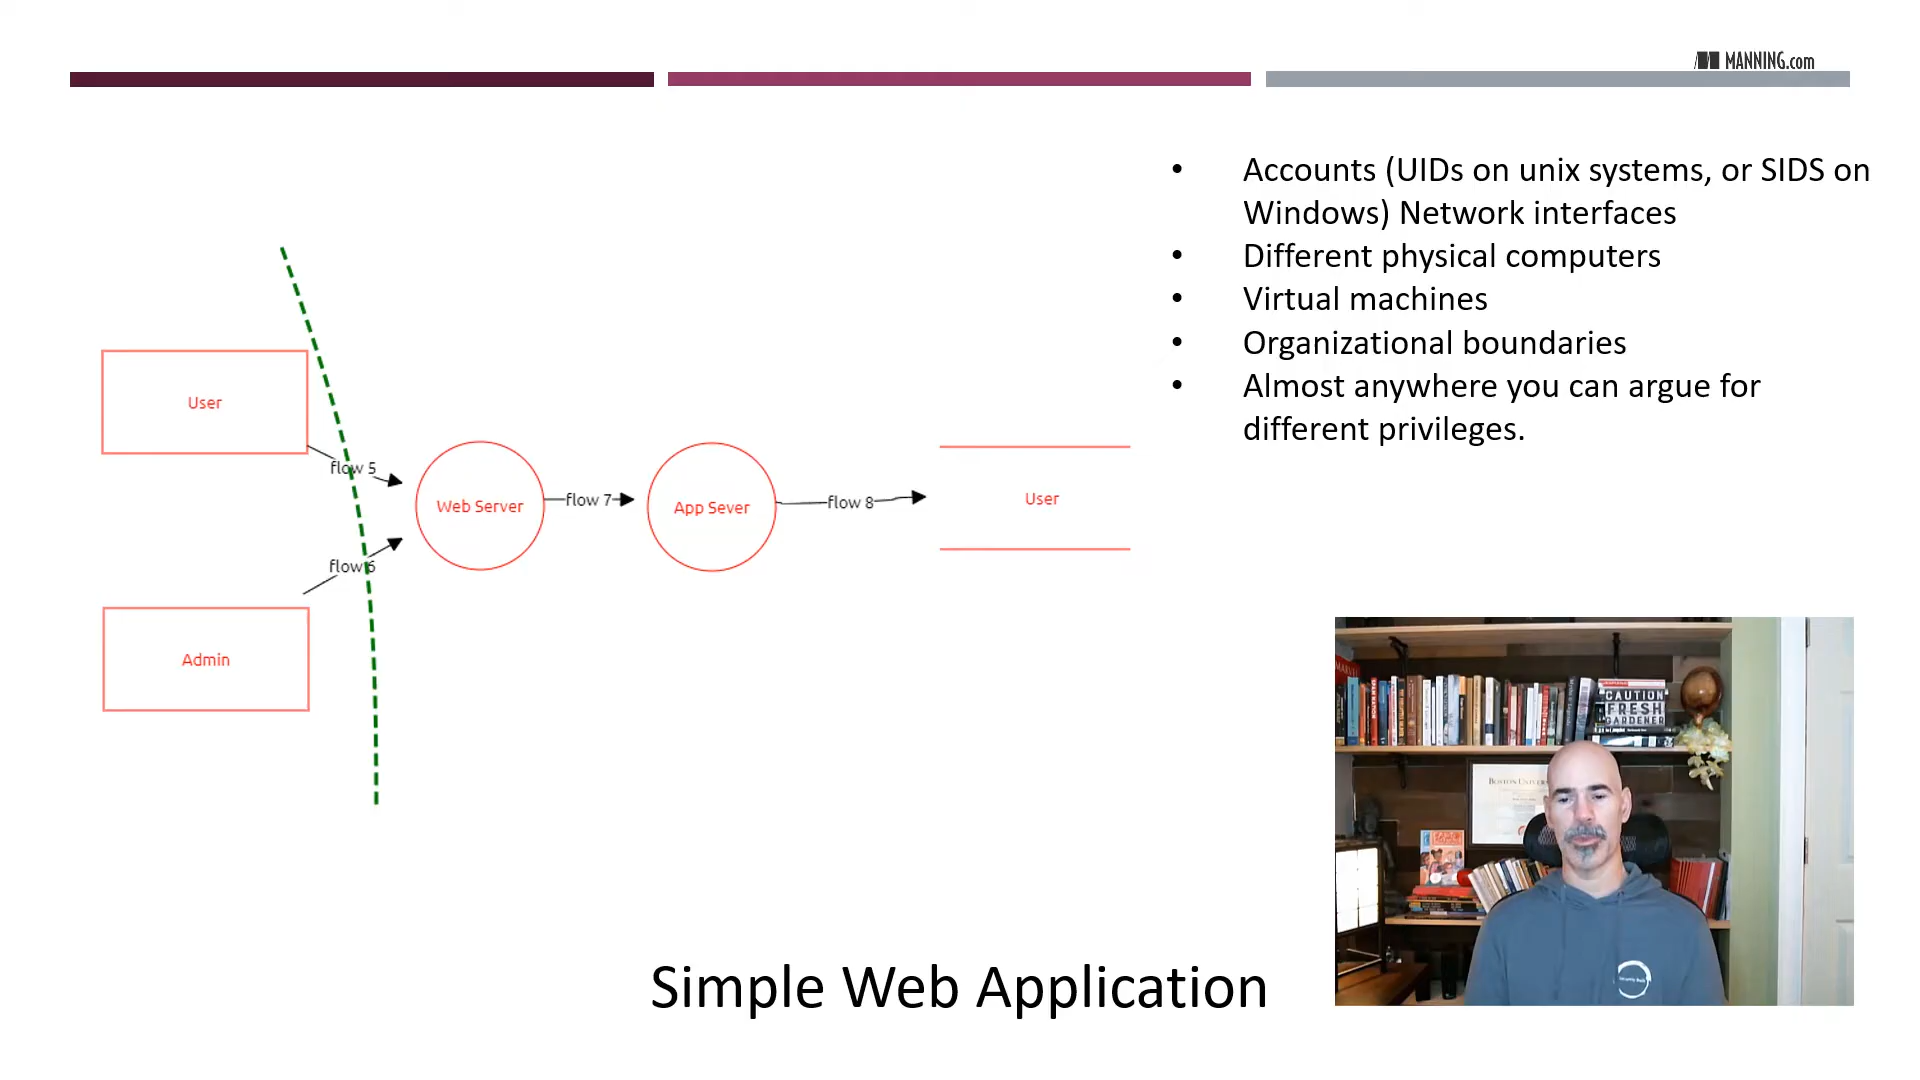 MANNING.com
• Accounts (UIDs on unix systems, or SIDS on
Windows) Network interfaces
• Different physical computers
• Virtual machines
• Organizational boundaries
• Almost anywhere you can argue for
different privileges.
User
flow 5
Web Server
flow 7
App Sever
flow 8
User
flow 6
Admin
MARVEL
CAUTION
FRESH
GARDENER
Simple Web Application